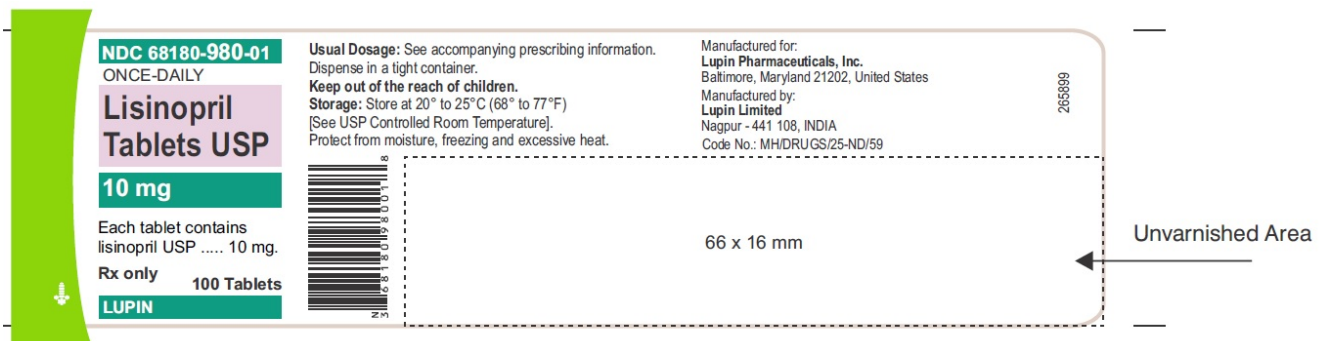 NDC 68180-980-01
ONCE-DAILY
Lisinopril
Tablets USP
10 mg
Each tablet contains
lisinopril USP ..... 10 mg.
Rx only
100 Tablets
LUPIN
Usual Dosage: See accompanying prescribing information.
Dispense in a tight container.
Keep out of the reach of children.
Storage: Store at 20° to 25°C (68° to 77°F)
[See USP Controlled Room Temperature].
Protect from moisture, freezing and excessive heat.
N
3 68180 98001 8
Manufactured for:
Lupin Pharmaceuticals, Inc.
Baltimore, Maryland 21202, United States
Manufactured by:
Lupin Limited
Nagpur - 441 108, INDIA
Code No.: MH/DRUGS/25-ND/59
265899
66 x 16 mm
Unvarnished Area